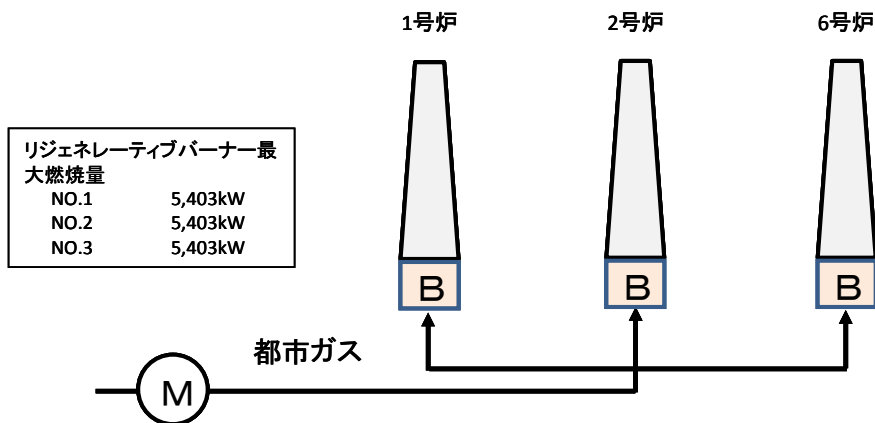 1号炉 2号炉 6号炉
リジェネレーティブバーナー最
大燃焼量
NO.1 5,403kW
NO.2 5,403kW
NO.3 5,403kW
B B B
都市ガス
M